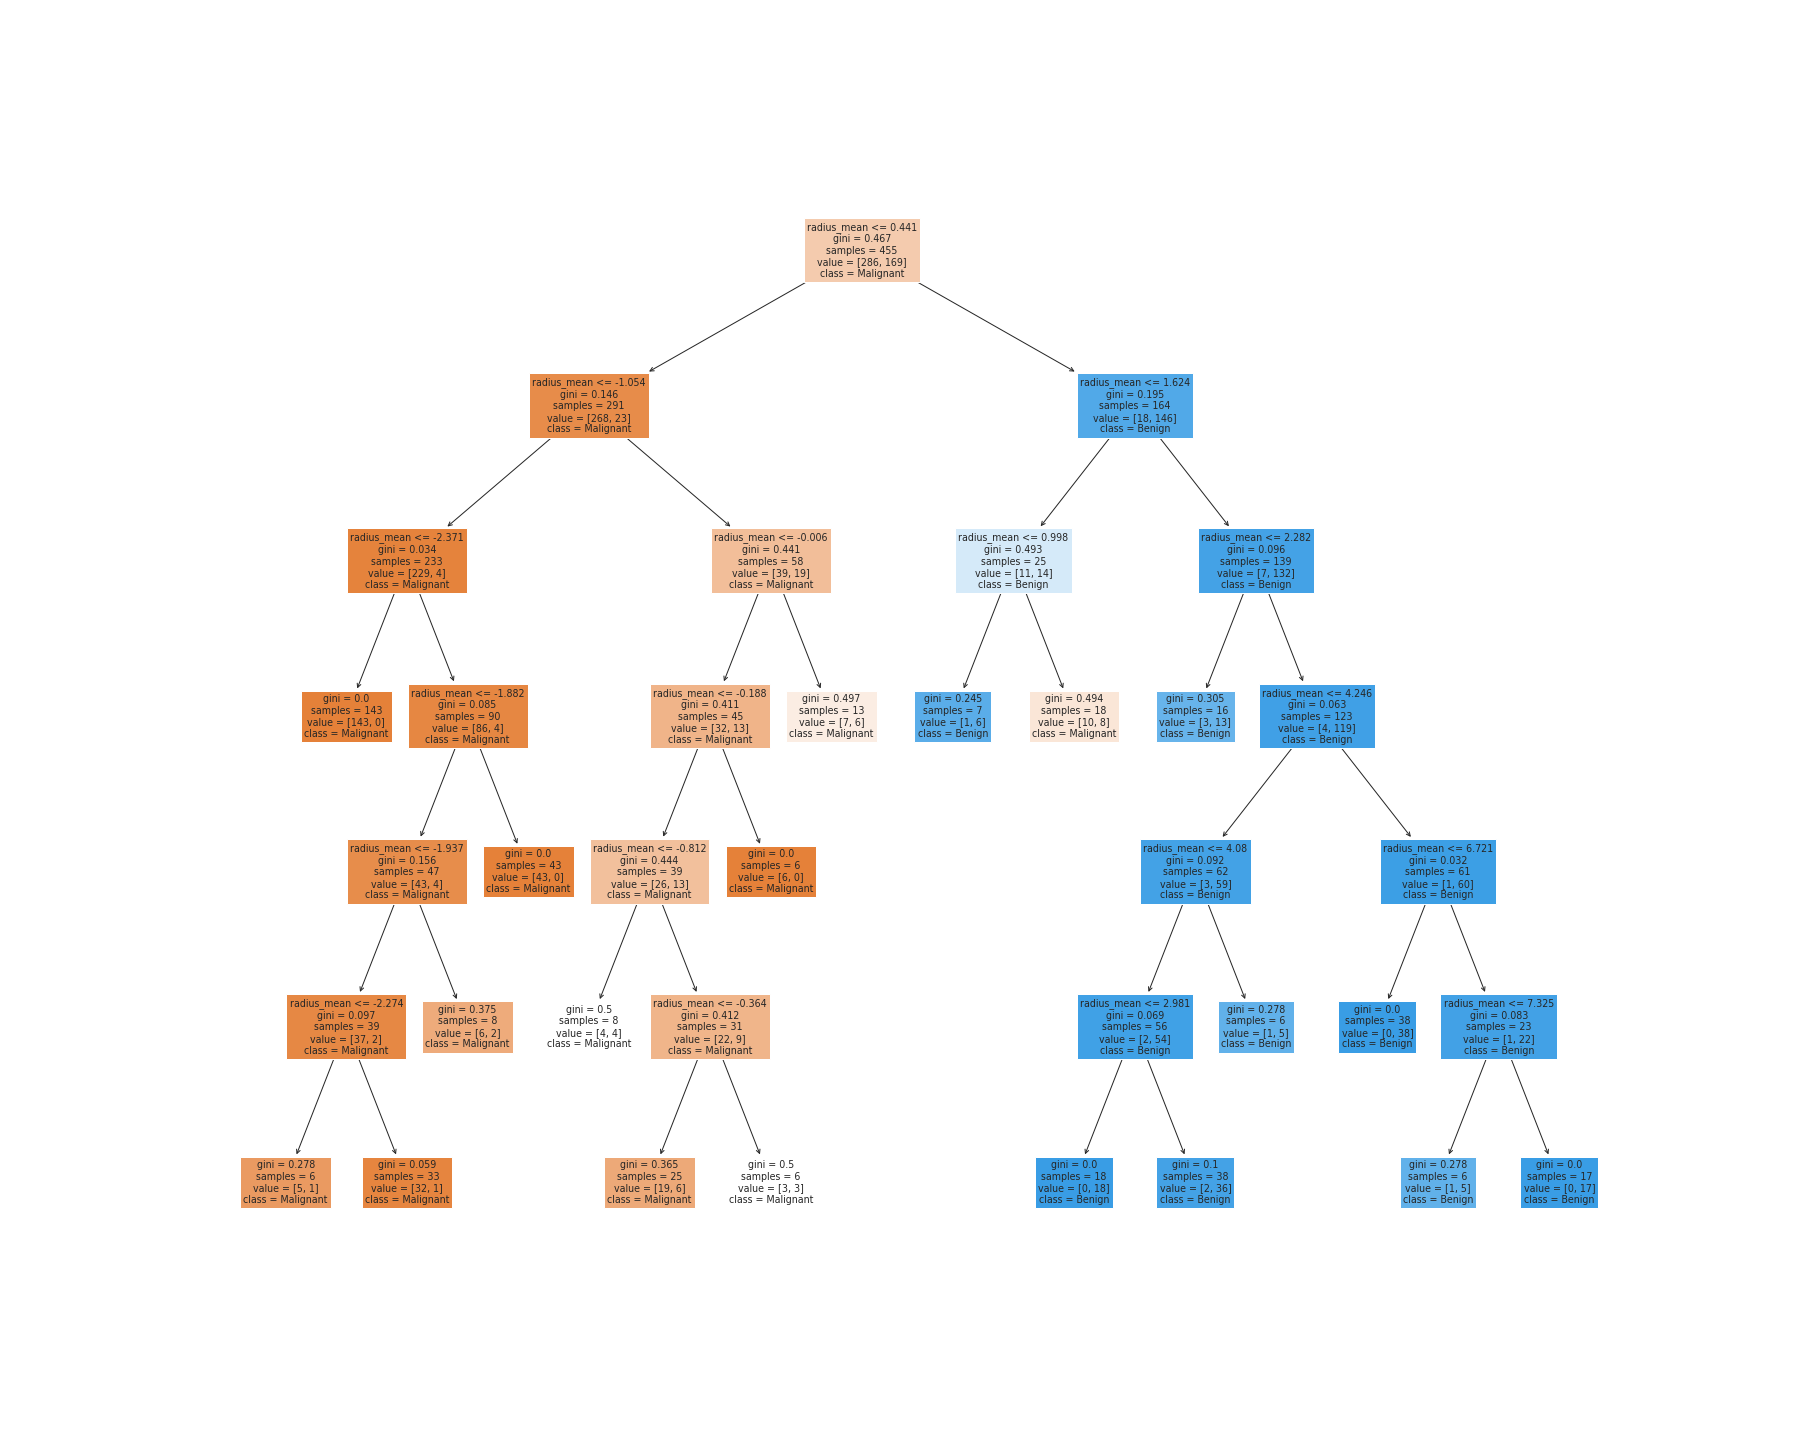 radius_mean <= 0.441
gini = 0.467
samples = 455
value = [286, 169]
class = Malignant
radius_mean <= -1.054
gini = 0.146
samples = 291
value = [268, 23]
class = Malignant
radius_mean <= 1.624
gini = 0.195
samples = 164
value = [18, 146]
class = Benign
radius_mean <= -2.371
gini = 0.034
samples = 233
value = [229, 4]
class = Malignant
radius_mean <= -0.006
gini = 0.441
samples = 58
value = [39, 19]
class = Malignant
radius_mean <= 0.998
gini = 0.493
samples = 25
value = [11, 14]
class = Benign
radius_mean <= 2.282
gini = 0.096
samples = 139
value = [7, 132]
class = Benign
gini = 0.0
samples = 143
value = [143, 0]
class = Malignant
radius_mean <= -1.882
gini = 0.085
samples = 90
value = [86, 4]
class = Malignant
radius_mean <= -0.188
gini = 0.411
samples = 45
value = [32, 13]
class = Malignant
gini = 0.497
samples = 13
value = [7, 6]
class = Malignant
gini = 0.245
samples = 7
value = [1, 6]
class = Benign
gini = 0.494
samples = 18
value = [10, 8]
class = Malignant
gini = 0.305
samples = 16
value = [3, 13]
class = Benign
radius_mean <= 4.246
gini = 0.063
samples = 123
value = [4, 119]
class = Benign
radius_mean <= -1.937
gini = 0.156
samples = 47
value = [43, 4]
class = Malignant
gini = 0.0
samples = 43
value = [43, 0]
class = Malignant
radius_mean <= -0.812
gini = 0.444
samples = 39
value = [26, 13]
class = Malignant
gini = 0.0
samples = 6
value = [6, 0]
class = Malignant
radius_mean <= 4.08
gini = 0.092
samples = 62
value = [3, 59]
class = Benign
radius_mean <= 6.721
gini = 0.032
samples = 61
value = [1, 60]
class = Benign
radius_mean <= -2.274
gini = 0.097
samples = 39
value = [37, 2]
class = Malignant
gini = 0.375
samples = 8
value = [6, 2]
class = Malignant
gini = 0.5
samples = 8
value = [4, 4]
class = Malignant
radius_mean <= -0.364
gini = 0.412
samples = 31
value = [22, 9]
class = Malignant
radius_mean <= 2.981
gini = 0.069
samples = 56
value = [2, 54]
class = Benign
gini = 0.278
samples = 6
value = [1, 5]
class = Benign
gini = 0.0
samples = 38
value = [0, 38]
class = Benign
radius_mean <= 7.325
gini = 0.083
samples = 23
value = [1, 22]
class = Benign
gini = 0.278
samples = 6
value = [5, 1]
class = Malignant
gini = 0.059
samples = 33
value = [32, 1]
class = Malignant
gini = 0.365
samples = 25
value = [19, 6]
class = Malignant
gini = 0.5
samples = 6
value = [3, 3]
class = Malignant
gini = 0.0
samples = 18
value = [0, 18]
class = Benign
gini = 0.1
samples = 38
value = [2, 36]
class = Benign
gini = 0.278
samples = 6
value = [1, 5]
class = Benign
gini = 0.0
samples = 17
value = [0, 17]
class = Benign